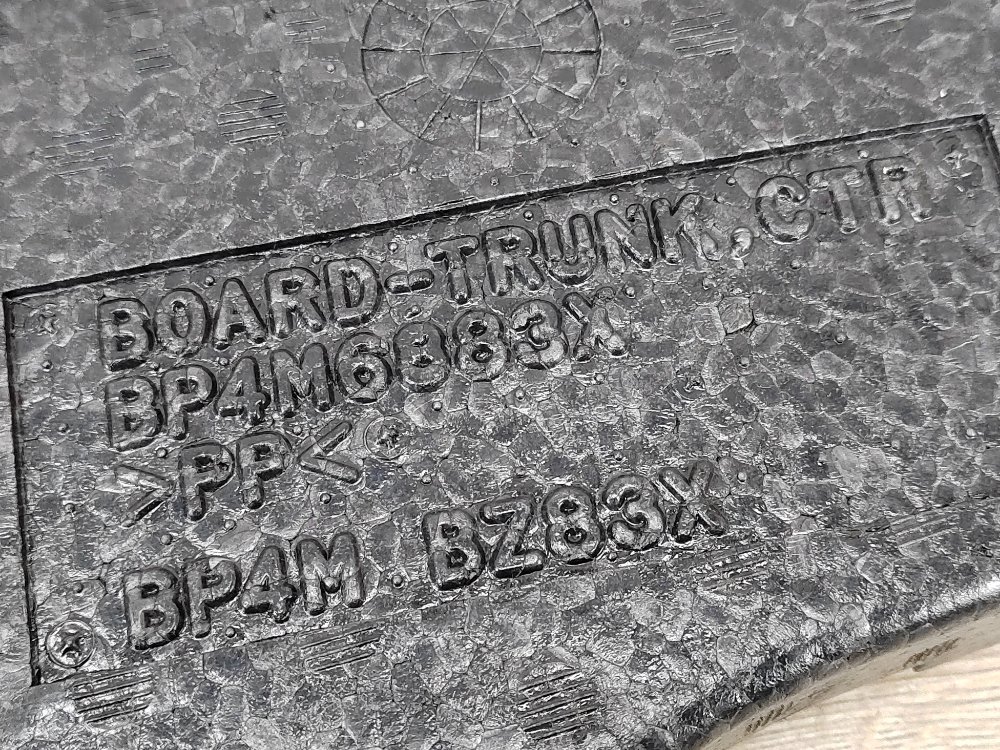 BOARD-TRUNK.CTR
BP4M6883X
>PP<
BP4M BZ83X